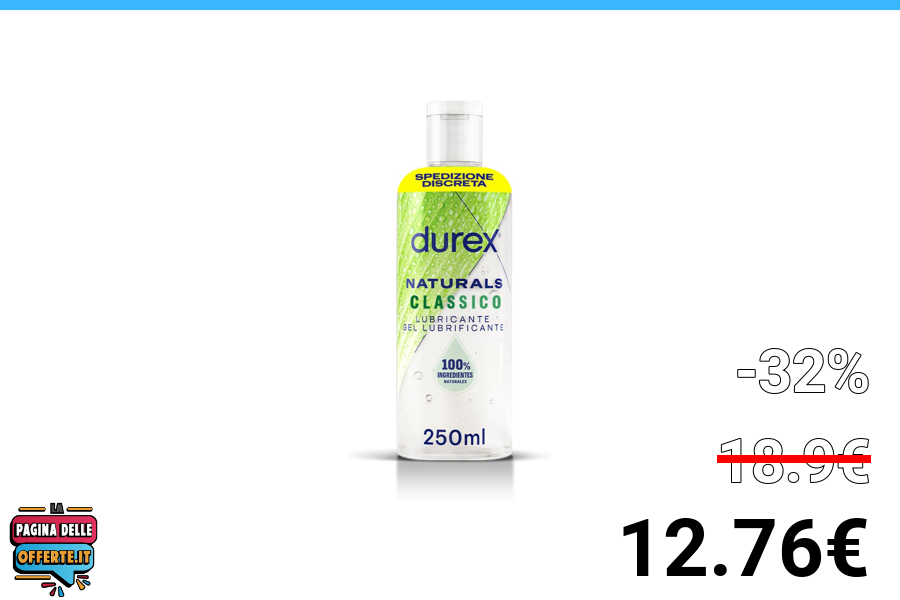 SPEDIZIONE
DISCRETA
durex
NATURALS
CLASSICO
LUBRICANTE
GEL LUBRIFICANTE
100%
INGREDIENTES
NATURALES
250ml
-32%
18.9€
12.76€
LA
PAGINA DELLE
OFFERTE.IT